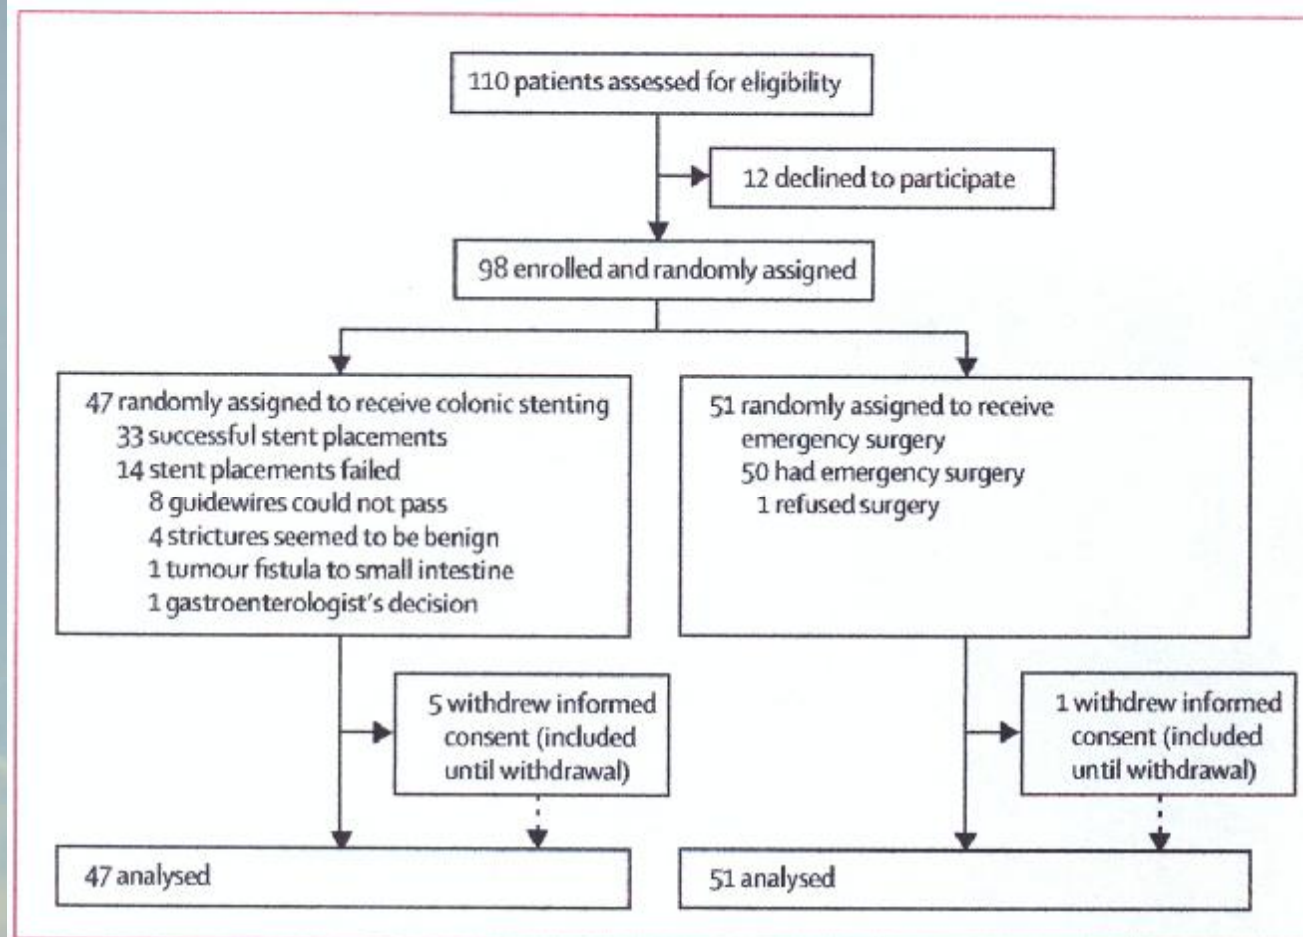 110 patients assessed for eligibility
12 declined to participate
98 enrolled and randomly assigned
47 randomly assigned to receive colonic stenting
33 successful stent placements
14 stent placements failed
8 guidewires could not pass
4 strictures seemed to be benign
1 tumour fistula to small intestine
1 gastroenterologist's decision
51 randomly assigned to receive
emergency surgery
50 had emergency surgery
1 refused surgery
5 withdrew informed
consent (included
until withdrawal)
1 withdrew informed
consent (included
until withdrawal)
47 analysed
51 analysed